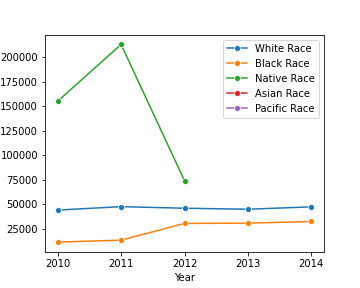 White Race
Black Race
Native Race
Asian Race
Pacific Race
200000
175000
150000
125000
100000
75000
50000
25000
2010 2011 2012 2013 2014
Year